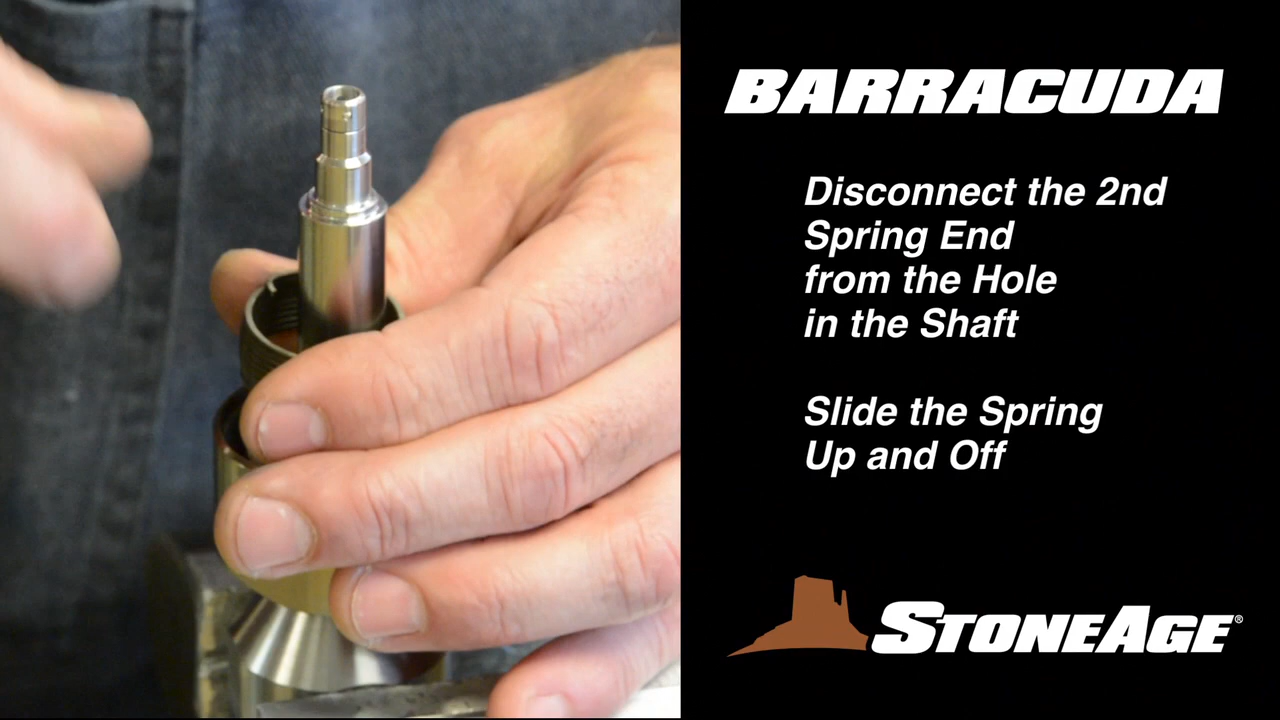 BARRACUDA
Disconnect the 2nd
Spring End
from the Hole
in the Shaft
Slide the Spring
Up and Off
STONEAGE®